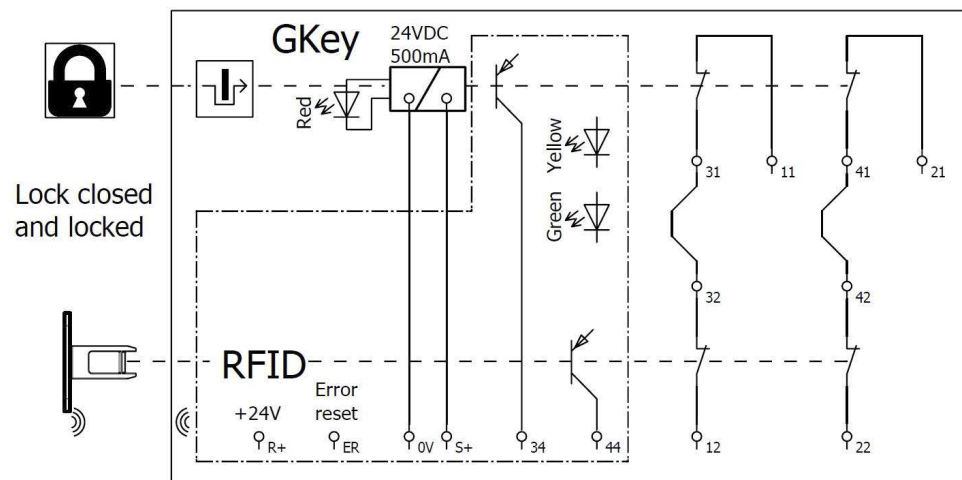 GKey
24VDC
500mA
Red
Yellow
Green
31
11
41
21
Lock closed
and locked
32
42
RFID
+24V
Error
reset
R+
ER
0V
S+
34
44
12
22